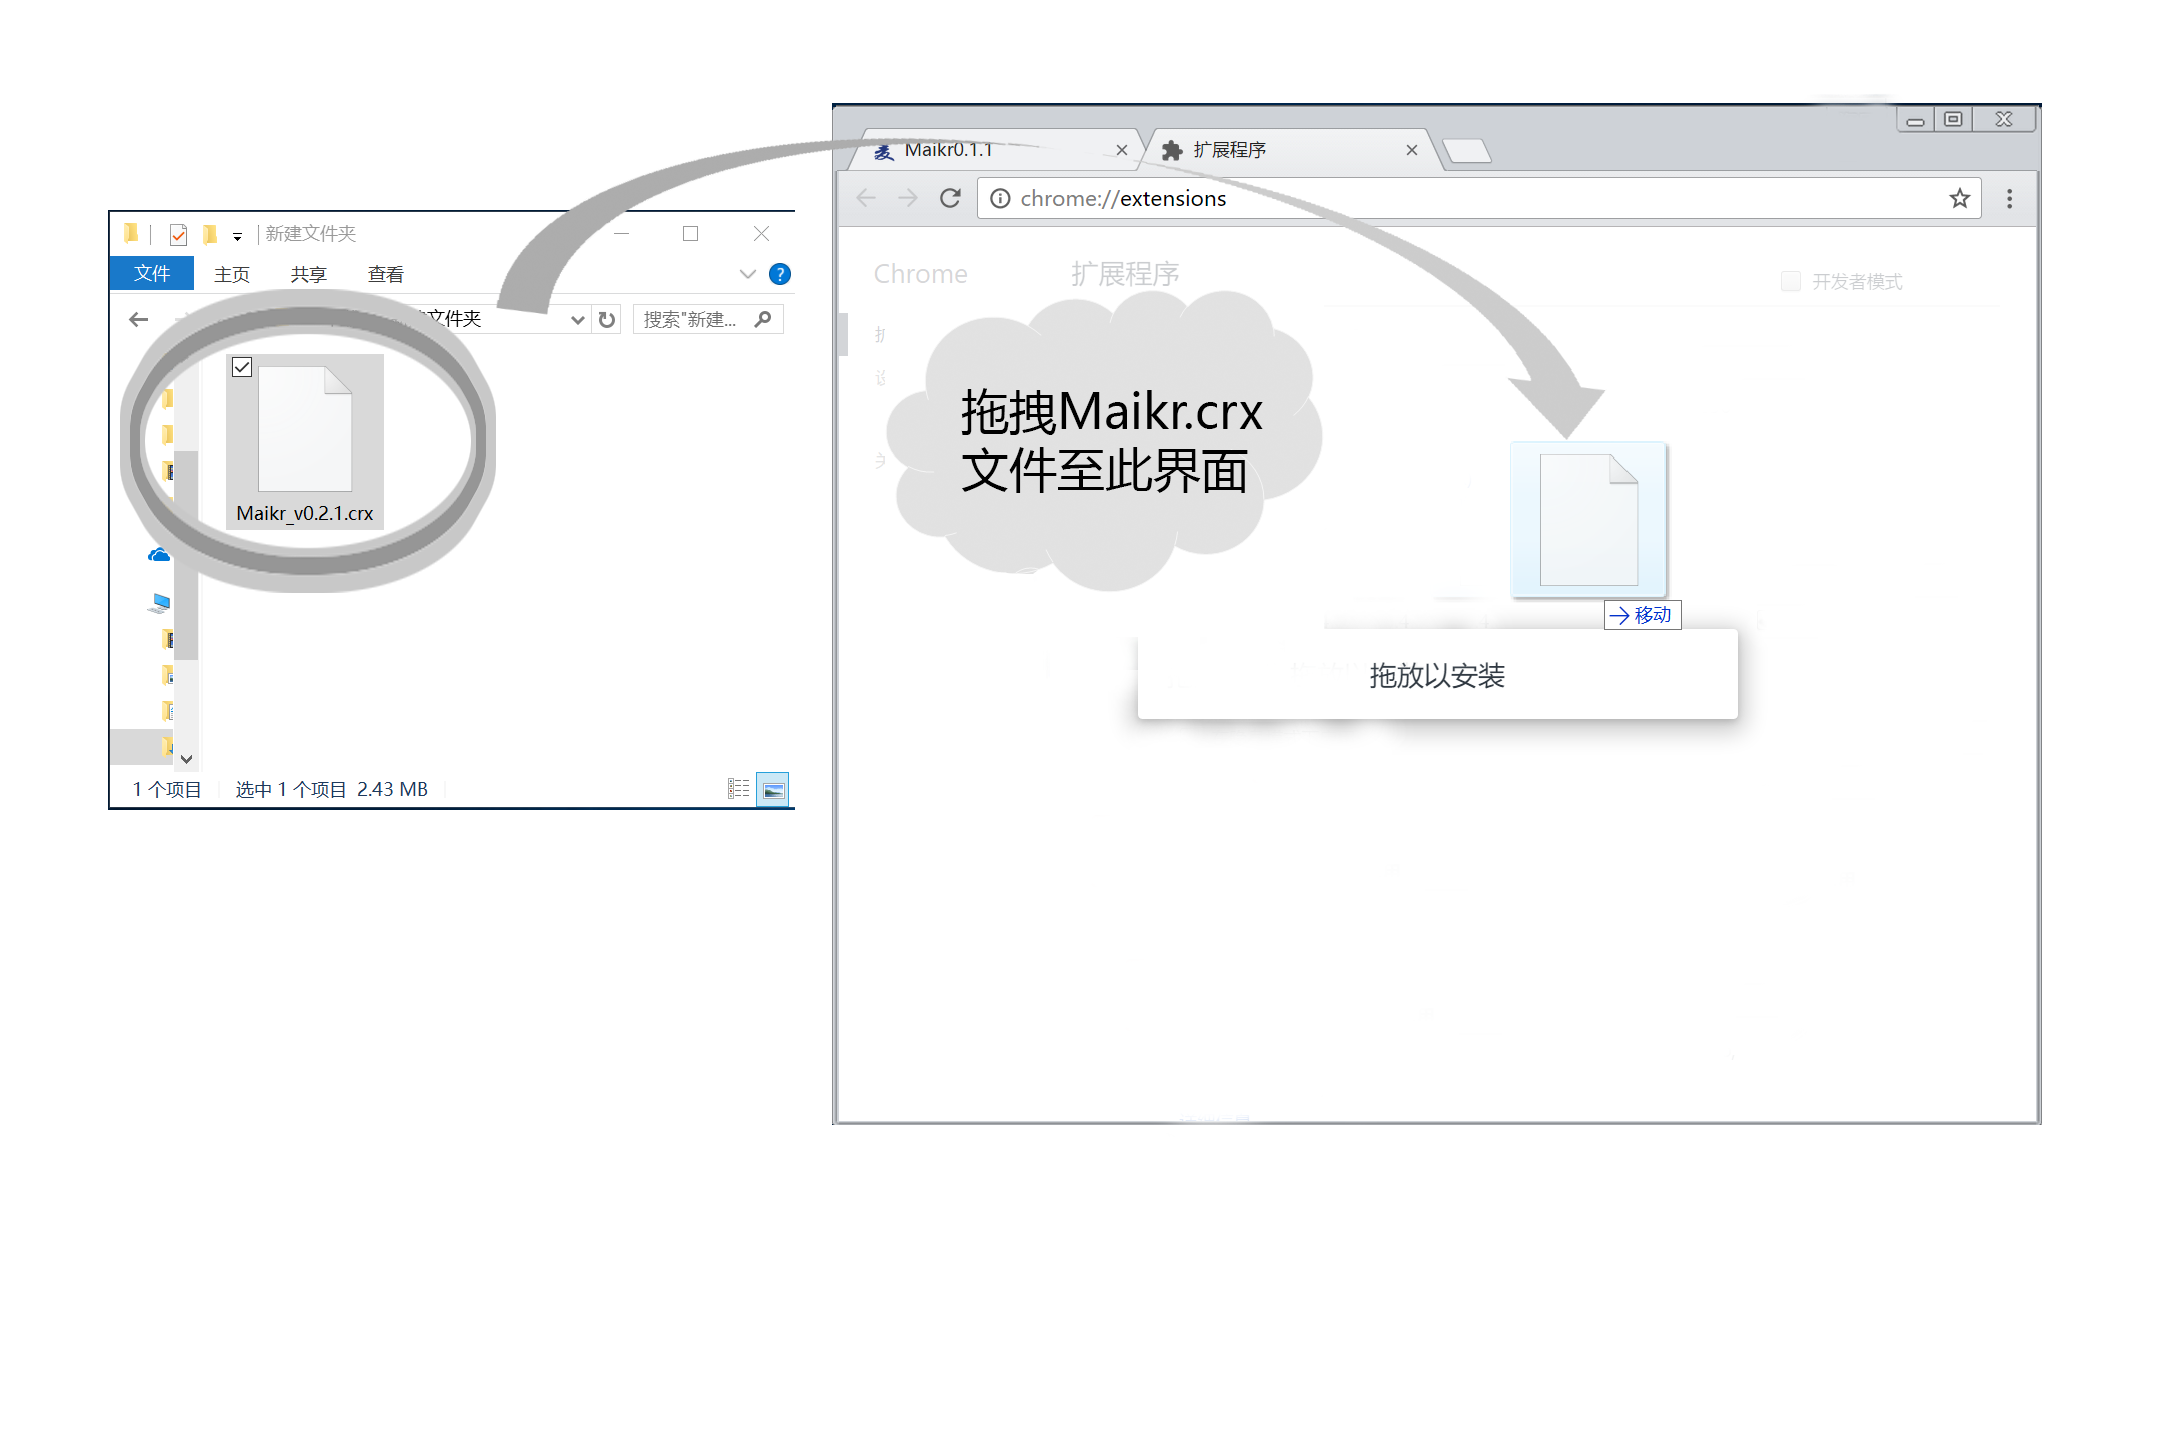 新建文件夹
文件 主页 共享 查看
文件夹
搜索"新建...
Maikr_v0.2.1.crx
1 个项目 选中 1 个项目 2.43 MB
Maikr0.1.1
扩展程序
chrome://extensions
Chrome 扩展程序
开发者模式
拖拽Maikr.crx
文件至此界面
移动
拖放以安装